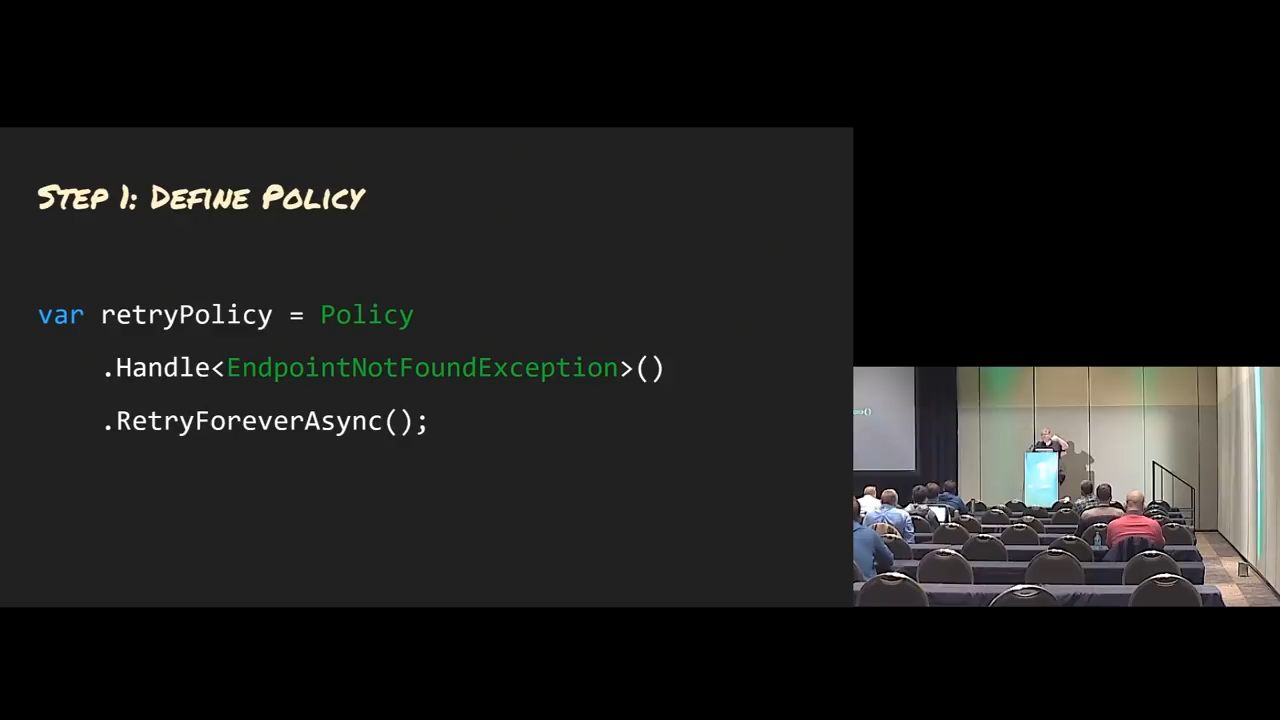 STEP 1: DEFINE POLICY
var retryPolicy = Policy
.Handle<EndpointNotFoundException>()
.RetryForeverAsync();